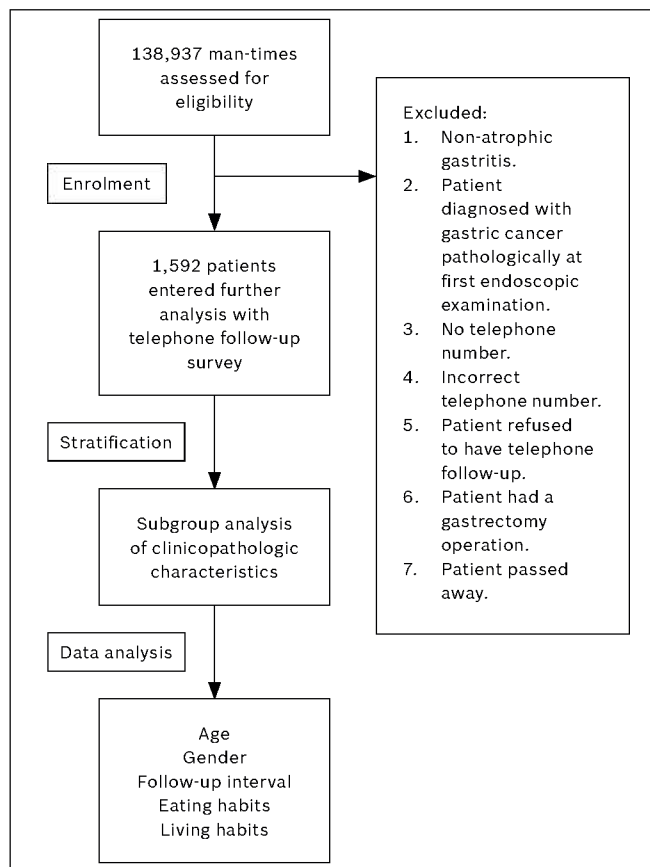 138,937 man-times
assessed for
eligibility
Enrolment
Excluded:
1. Non-atrophic
gastritis.
2. Patient
diagnosed with
gastric cancer
pathologically at
first endoscopic
examination.
3. No telephone
number.
4. Incorrect
telephone number.
5. Patient refused
to have telephone
follow-up.
6. Patient had a
gastrectomy
operation.
7. Patient passed
away.
1,592 patients
entered further
analysis with
telephone follow-up
survey
Stratification
Subgroup analysis
of clinicopathologic
characteristics
Data analysis
Age
Gender
Follow-up interval
Eating habits
Living habits